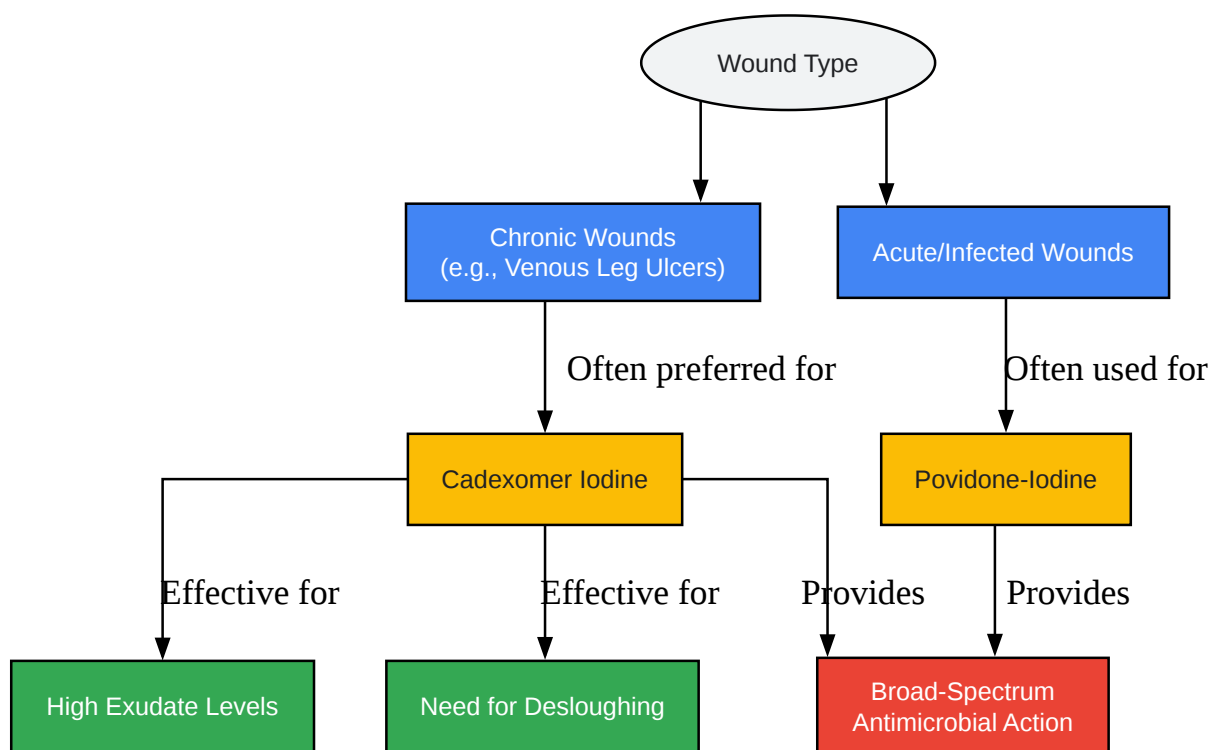 Wound Type
Chronic Wounds
(e.g., Venous Leg Ulcers)
Acute/Infected Wounds
Often preferred for
Often used for
Cadexomer Iodine
Povidone-Iodine
Effective for
Effective for
Provides
Provides
High Exudate Levels
Need for Desloughing
Broad-Spectrum
Antimicrobial Action